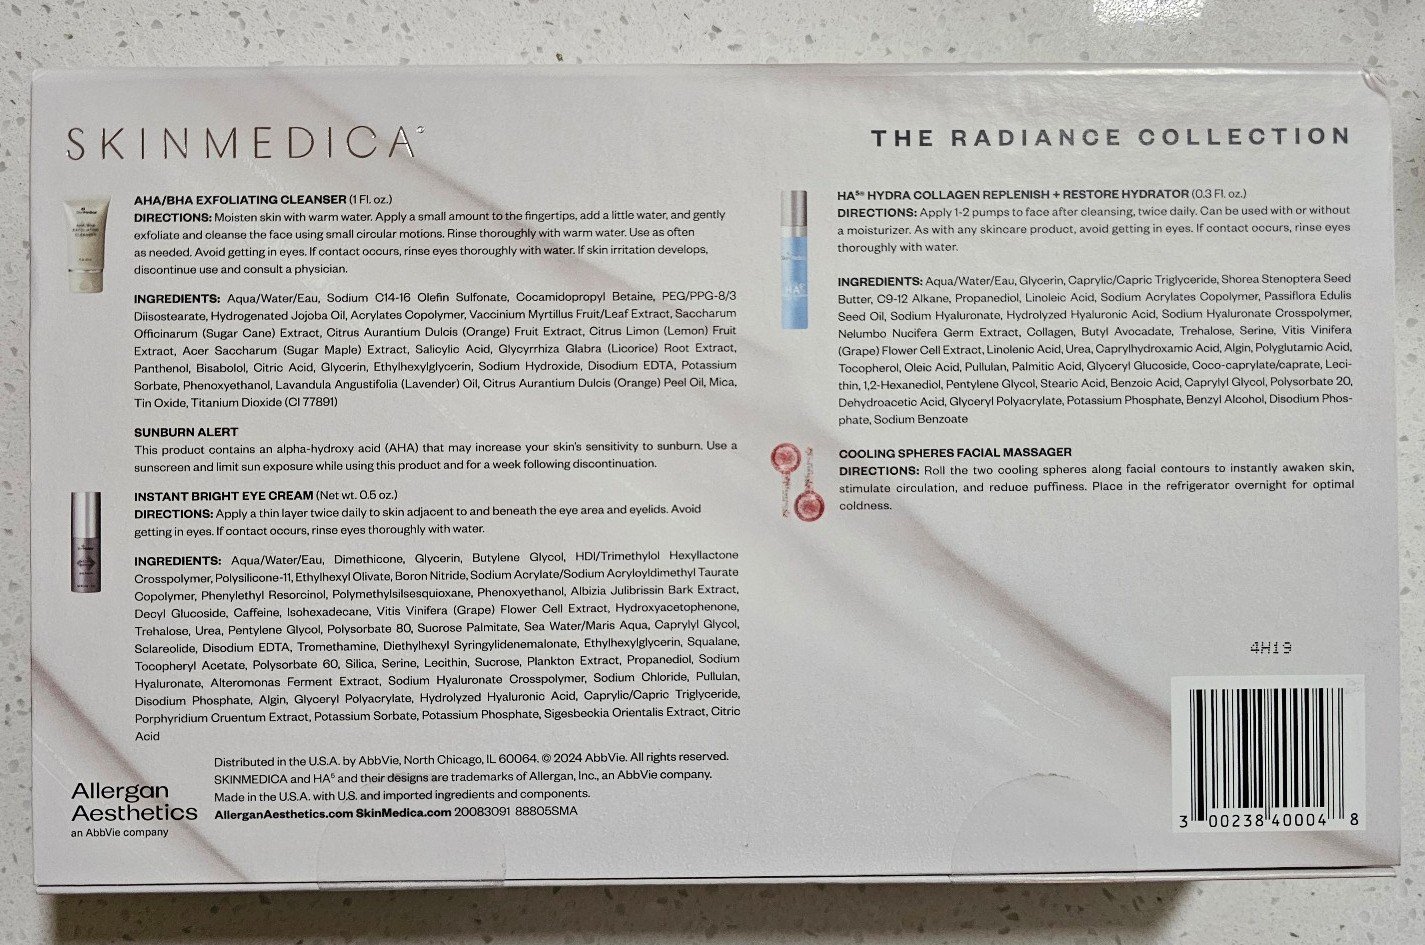 SKINMEDICA
THE RADIANCE COLLECTION
AHA/BHA EXFOLIATING CLEANSER (1 Fl. oz.)
DIRECTIONS: Moisten skin with warm water. Apply a small amount to the fingertips, add a little water, and gently
exfoliate and cleanse the face using small circular motions. Rinse thoroughly with warm water. Use as often
as needed. Avoid getting in eyes. If contact occurs, rinse eyes thoroughly with water. If skin irritation develops,
discontinue use and consult a physician.
INGREDIENTS: Aqua/Water/Eau, Sodium C14-16 Olefin Sulfonate, Cocamidopropyl Betaine, PEG/PPG-8/3
Diisostearate, Hydrogenated Jojoba Oil, Acrylates Copolymer, Vaccinium Myrtillus Fruit/Leaf Extract, Saccharum
Officinarum (Sugar Cane) Extract, Citrus Aurantium Dulcis (Orange) Fruit Extract, Citrus Limon (Lemon) Fruit
Extract, Acer Saccharum (Sugar Maple) Extract, Salicylic Acid, Glycyrrhiza Glabra (Licorice) Root Extract,
Panthenol, Bisabolol, Citric Acid, Glycerin, Ethylhexylglycerin, Sodium Hydroxide, Disodium EDTA, Potassium
Sorbate, Phenoxyethanol, Lavandula Angustifolia (Lavender) Oil, Citrus Aurantium Dulcis (Orange) Peel Oil, Mica,
Tin Oxide, Titanium Dioxide (CI 77891)
SUNBURN ALERT
This product contains an alpha-hydroxy acid (AHA) that may increase your skin's sensitivity to sunburn. Use a
sunscreen and limit sun exposure while using this product and for a week following discontinuation.
INSTANT BRIGHT EYE CREAM (Net wt. 0.5 oz.)
DIRECTIONS: Apply a thin layer twice daily to skin adjacent to and beneath the eye area and eyelids. Avoid
getting in eyes. If contact occurs, rinse eyes thoroughly with water.
INGREDIENTS: Aqua/Water/Eau, Dimethicone, Glycerin, Butylene Glycol, HDI/Trimethylol Hexyllactone
Crosspolymer, Polysilicone-11, Ethylhexyl Olivate, Boron Nitride, Sodium Acrylate/Sodium Acryloyldimethyl Taurate
Copolymer, Phenylethyl Resorcinol, Polymethylsilsesquioxane, Phenoxyethanol, Albizia Julibrissin Bark Extract,
Decyl Glucoside, Caffeine, Isohexadecane, Vitis Vinifera (Grape) Flower Cell Extract, Hydroxyacetophenone,
Trehalose, Urea, Pentylene Glycol, Polysorbate 80, Sucrose Palmitate, Sea Water/Maris Aqua, Caprylyl Glycol,
Sclareolide, Disodium EDTA, Tromethamine, Diethylhexyl Syringylidenemalonate, Ethylhexylglycerin, Squalane,
Tocopheryl Acetate, Polysorbate 60, Silica, Serine, Lecithin, Sucrose, Plankton Extract, Propanediol, Sodium
Hyaluronate, Alteromonas Ferment Extract, Sodium Hyaluronate Crosspolymer, Sodium Chloride, Pullulan,
Disodium Phosphate, Algin, Glyceryl Polyacrylate, Hydrolyzed Hyaluronic Acid, Caprylic/Capric Triglyceride,
Porphyridium Cruentum Extract, Potassium Sorbate, Potassium Phosphate, Sigesbeckia Orientalis Extract, Citric
Acid
HA⁵® HYDRA COLLAGEN REPLENISH + RESTORE HYDRATOR (0.3 Fl. oz.)
DIRECTIONS: Apply 1-2 pumps to face after cleansing, twice daily. Can be used with or without
a moisturizer. As with any skincare product, avoid getting in eyes. If contact occurs, rinse eyes
thoroughly with water.
INGREDIENTS: Aqua/Water/Eau, Glycerin, Caprylic/Capric Triglyceride, Shorea Stenoptera Seed
Butter, C9-12 Alkane, Propanediol, Linoleic Acid, Sodium Acrylates Copolymer, Passiflora Edulis
Seed Oil, Sodium Hyaluronate, Hydrolyzed Hyaluronic Acid, Sodium Hyaluronate Crosspolymer,
Nelumbo Nucifera Germ Extract, Collagen, Butyl Avocadate, Trehalose, Serine, Vitis Vinifera
(Grape) Flower Cell Extract, Linolenic Acid, Urea, Caprylhydroxamic Acid, Algin, Polyglutamic Acid,
Tocopherol, Oleic Acid, Pullulan, Palmitic Acid, Glyceryl Glucoside, Coco-caprylate/caprate, Leci-
thin, 1,2-Hexanediol, Pentylene Glycol, Stearic Acid, Benzoic Acid, Caprylyl Glycol, Polysorbate 20,
Dehydroacetic Acid, Glyceryl Polyacrylate, Potassium Phosphate, Benzyl Alcohol, Disodium Phos-
phate, Sodium Benzoate
COOLING SPHERES FACIAL MASSAGER
DIRECTIONS: Roll the two cooling spheres along facial contours to instantly awaken skin,
stimulate circulation, and reduce puffiness. Place in the refrigerator overnight for optimal
coldness.
4H19
3 00238 40004 8
Allergan
Aesthetics
an AbbVie company
Distributed in the U.S.A. by AbbVie, North Chicago, IL 60064. © 2024 AbbVie. All rights reserved.
SKINMEDICA and HA⁵ and their designs are trademarks of Allergan, Inc., an AbbVie company.
Made in the U.S.A. with U.S. and imported ingredients and components.
AllerganAesthetics.com SkinMedica.com 20083091 88805SMA